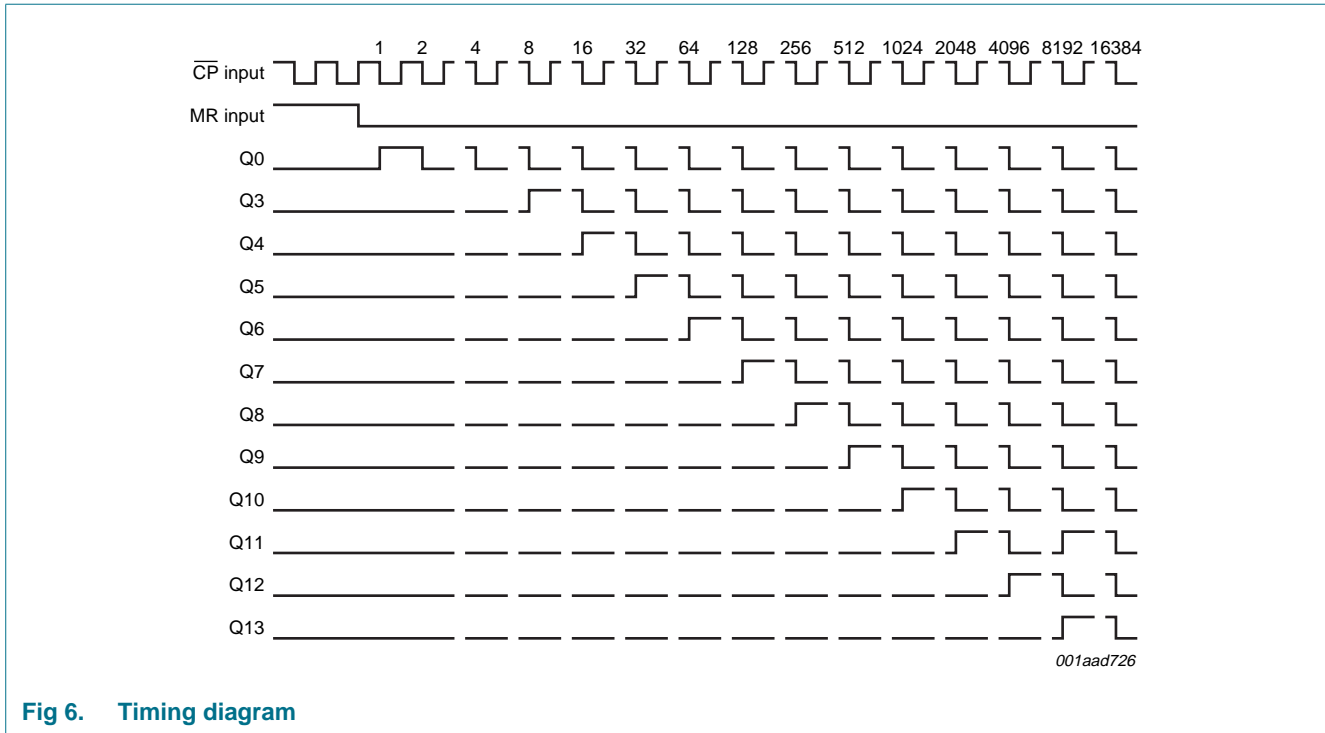 1 2 4 8 16 32 64 128 256 512 1024 2048 4096 8192 16384
CP input
MR input
Q0
Q3
Q4
Q5
Q6
Q7
Q8
Q9
Q10
Q11
Q12
Q13
001aad726
Fig 6. Timing diagram